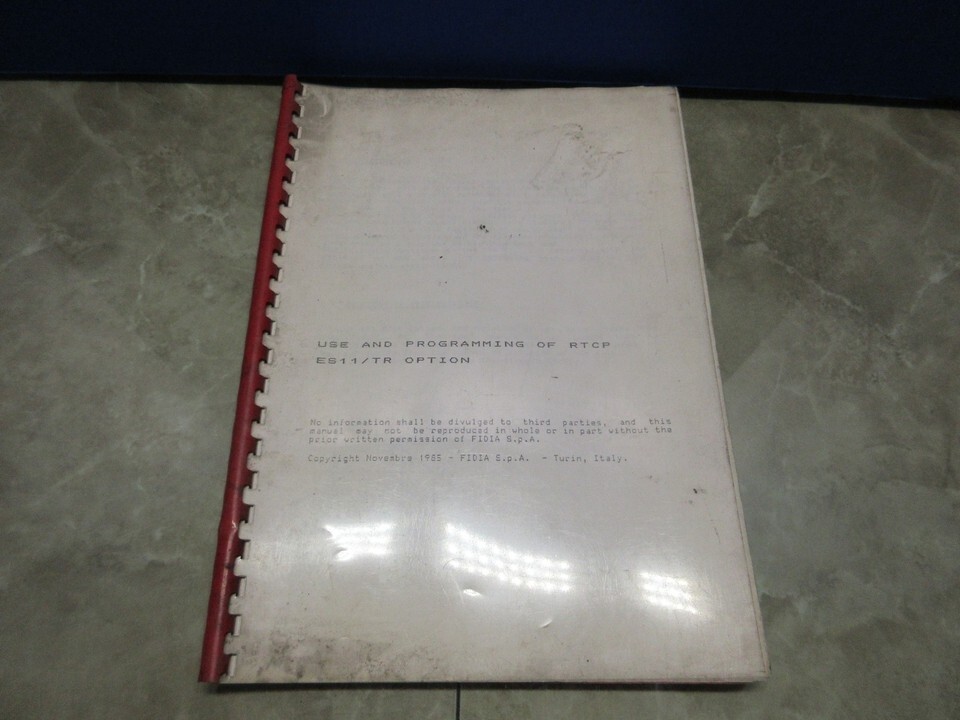 USE AND PROGRAMMING OF RTCP
ES11/TR OPTION
No information shall be divulged to third parties, and this
manual may not be reproduced in whole or in part without the
prior written permission of FIDIA S.p.A.
Copyright Novembre 1985 - FIDIA S.p.A. - Turin, Italy.